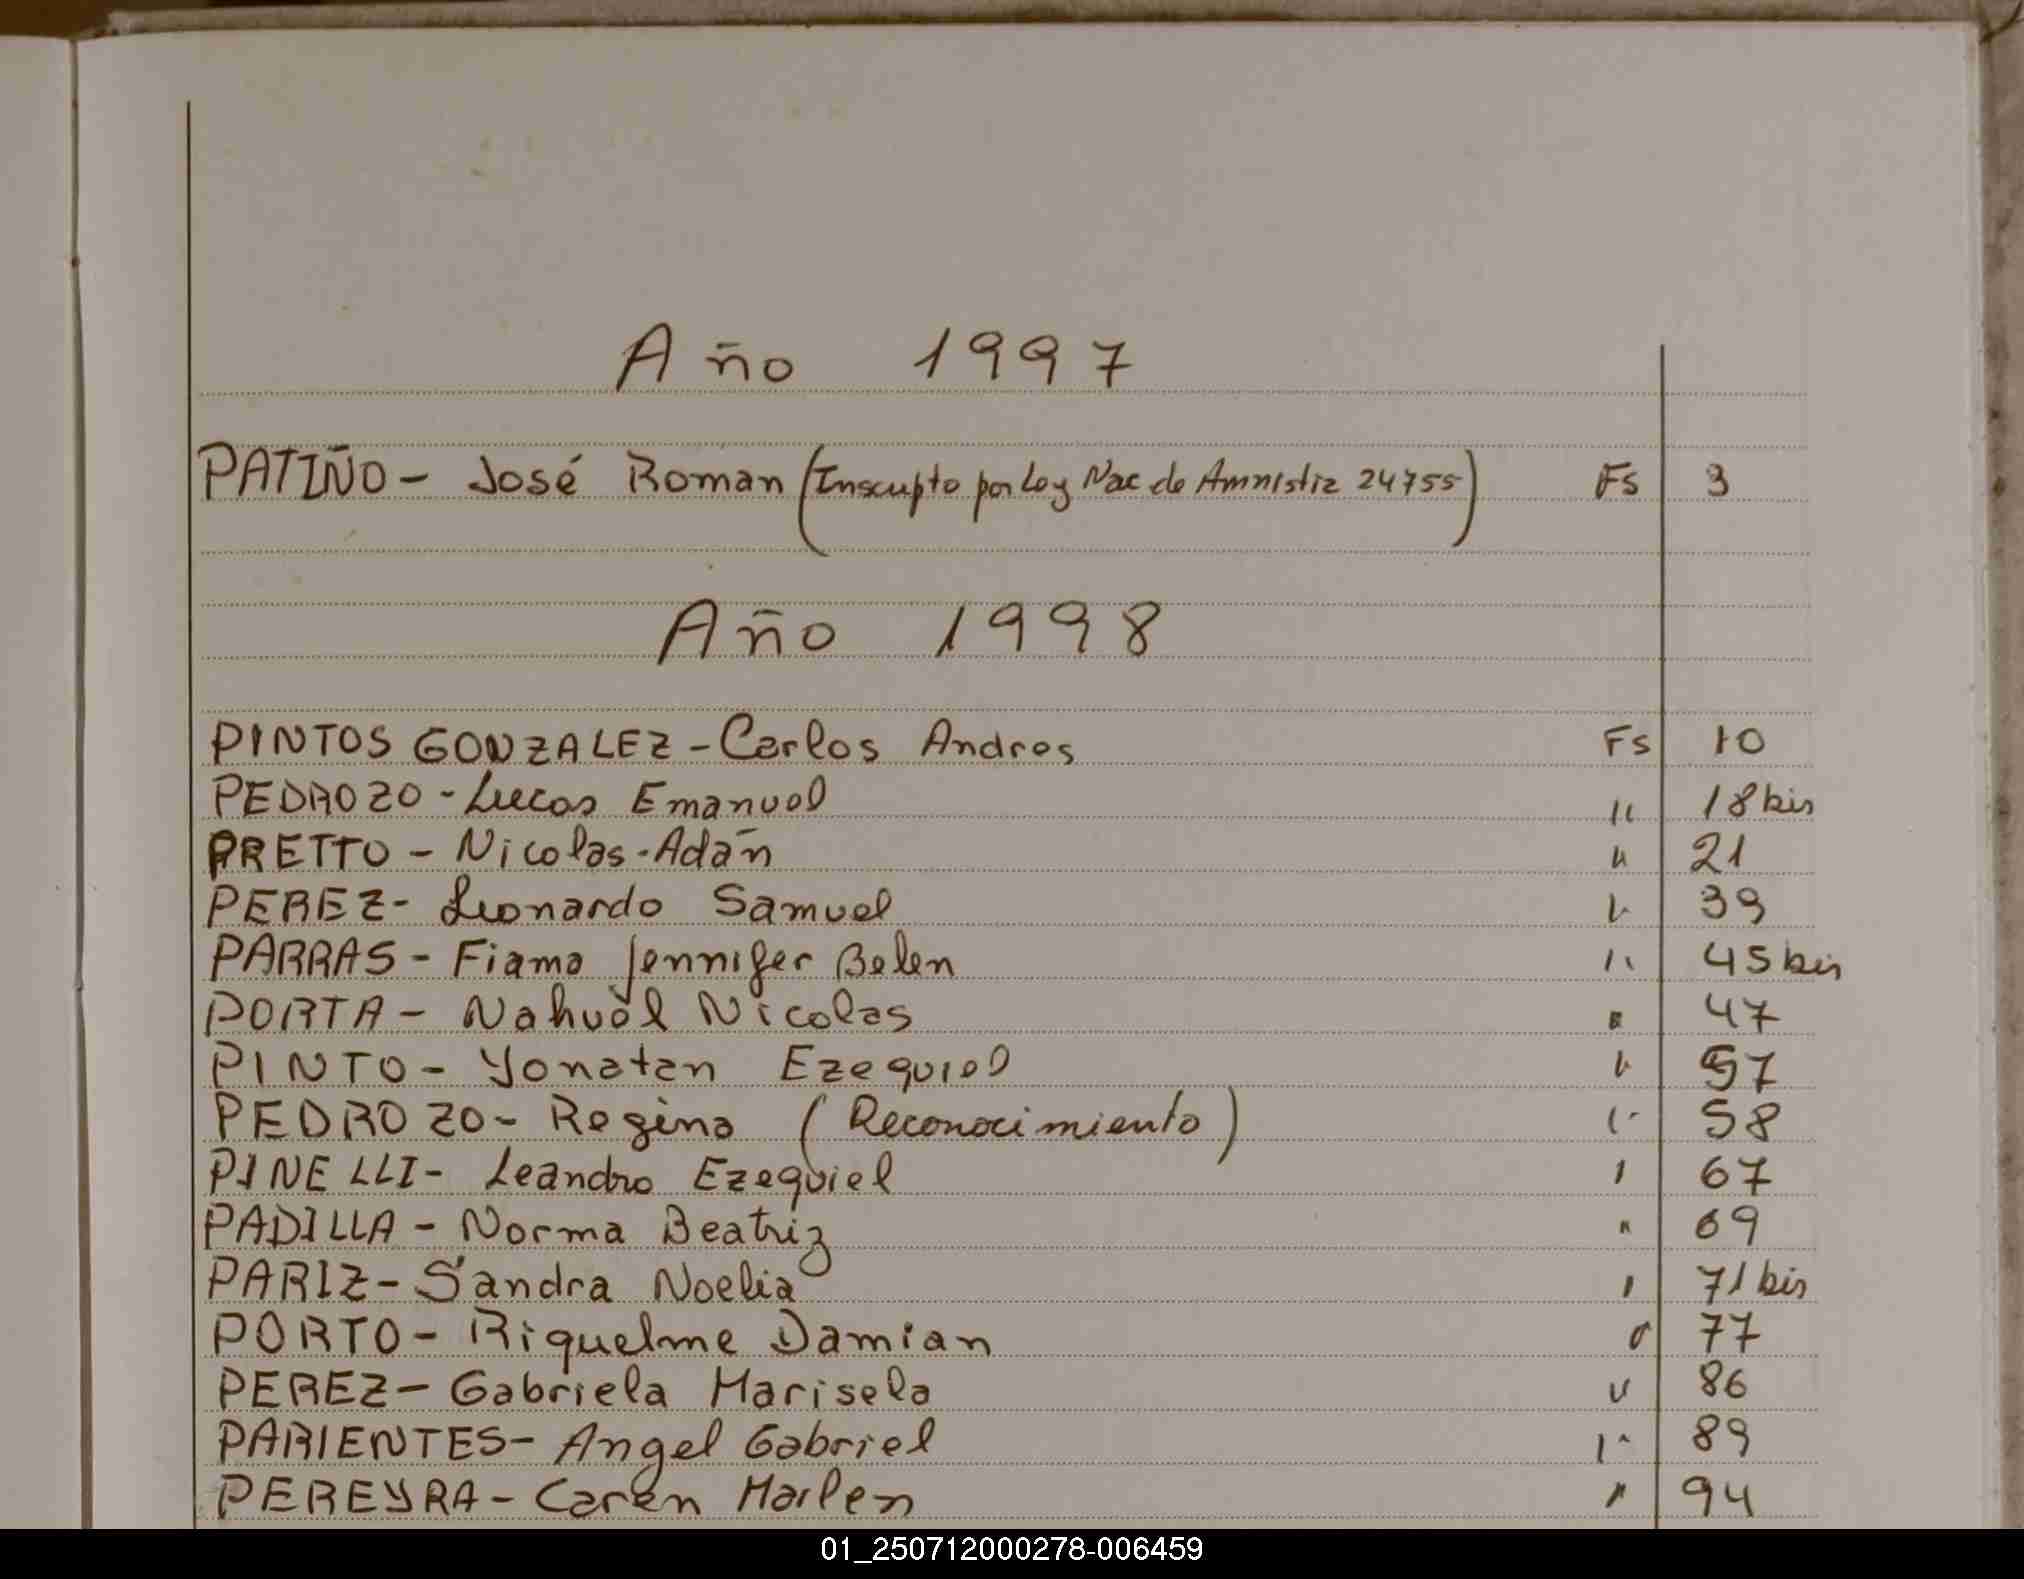 Año 1997
PATIÑO - José Roman (Inscripto por Ley Nac de Amnistia 24755) Fs 3
Año 1998
PINTOS GONZALEZ - Carlos Andres Fs 10
PEDROZO - Lucas Emanuel " 18 bis
PRETTO - Nicolas-Adán " 21
PEREZ - Leonardo Samuel " 39
PARRAS - Fiama Jennifer Belen " 45 bis
PORTA - Nahuel Nicolas " 47
PINTO - Yonatan Ezequiel " 57
PEDROZO - Regina (Reconocimiento) " 58
PINELLI - Leandro Ezequiel " 67
PADILLA - Norma Beatriz " 69
PARIZ - Sandra Noelia " 71 bis
PORTO - Riquelme Damian " 77
PEREZ - Gabriela Marisela " 86
PARIENTES - Angel Gabriel " 89
PEREYRA - Caren Marlen " 94
01_250712000278-006459